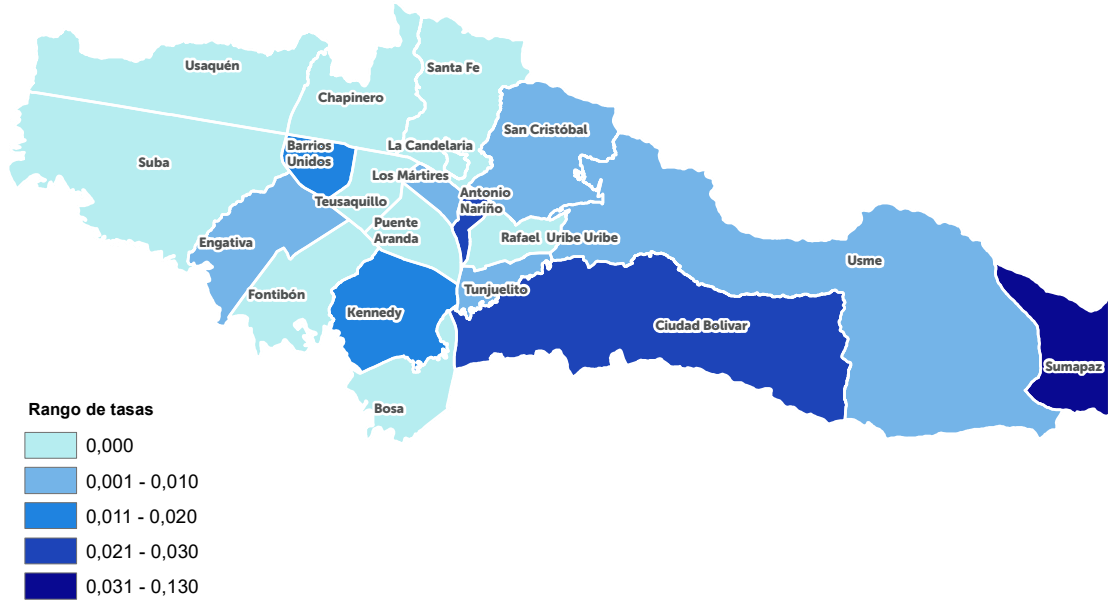 Usaquén
Santa Fe
Chapinero
San Cristóbal
La Candelaria
Barrios
Unidos
Suba
Los Mártires
Antonio
Nariño
Teusaquillo
Puente
Aranda
Rafael Uribe Uribe
Engativa
Usme
Fontibón
Tunjuelito
Kennedy
Ciudad Bolivar
Sumapaz
Bosa
Rango de tasas
0,000
0,001 - 0,010
0,011 - 0,020
0,021 - 0,030
0,031 - 0,130